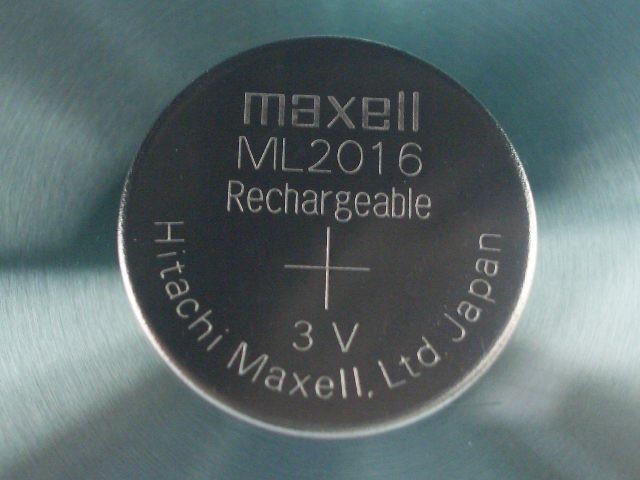 maxell
ML2016
Rechargeable
+
3 V
Hitachi Maxell, Ltd. Japan